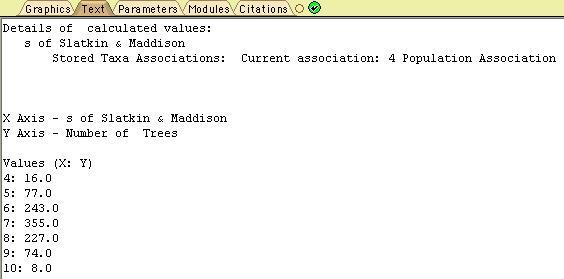 Graphics Text Parameters Modules Citations
Details of  calculated values:
   s of Slatkin & Maddison
       Stored Taxa Associations:  Current association: 4 Population Association
X Axis - s of Slatkin & Maddison
Y Axis - Number of  Trees
Values (X: Y)
4: 16.0
5: 77.0
6: 243.0
7: 355.0
8: 227.0
9: 74.0
10: 8.0